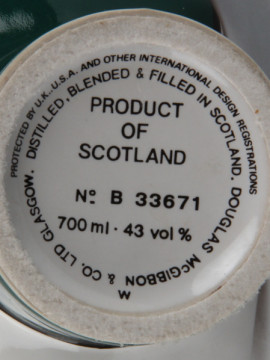 PROTECTED BY U.K., U.S.A. AND OTHER INTERNATIONAL DESIGN REGISTRATIONS
DISTILLED, BLENDED & FILLED IN SCOTLAND. DOUGLAS McGIBBON & CO. LTD GLASGOW.
PRODUCT
OF
SCOTLAND
No. B 33671
700 ml · 43 vol %
M